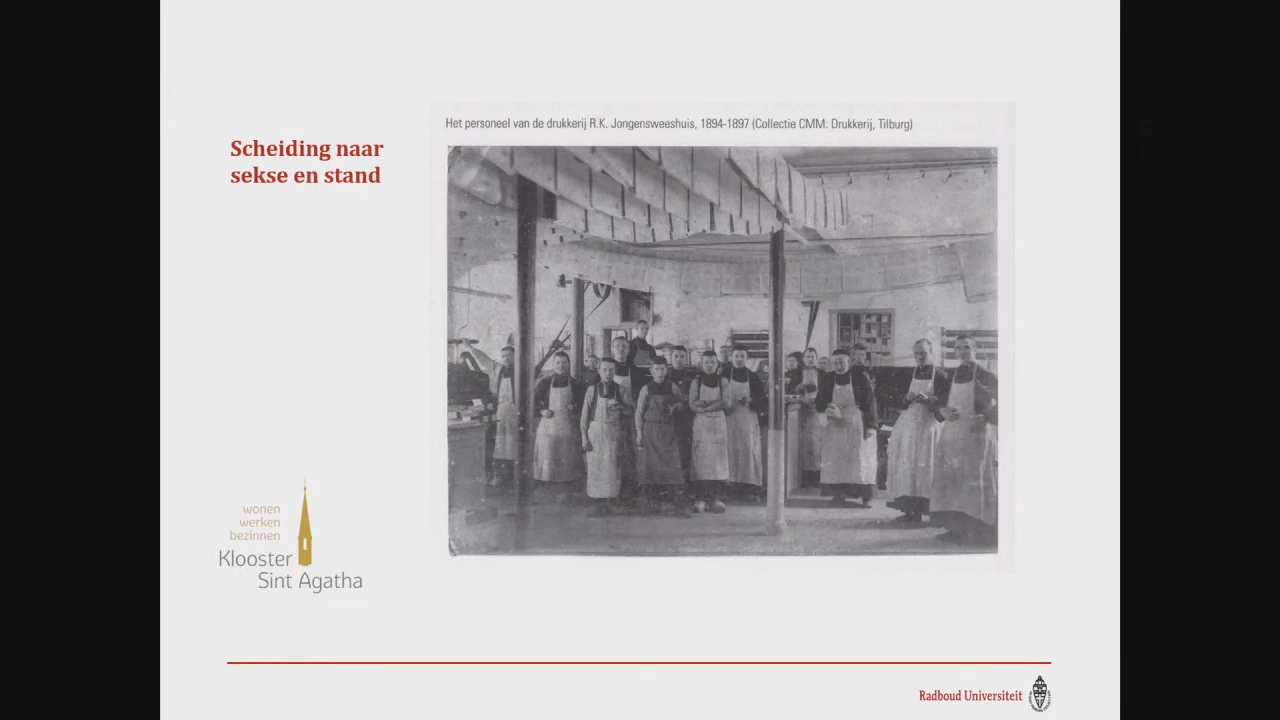 Het personeel van de drukkerij R.K. Jongensweeshuis, 1894-1897 (Collectie CMM: Drukkerij, Tilburg)
Scheiding naar
sekse en stand
wonen
werken
bezinnen
Klooster
Sint Agatha
Radboud Universiteit